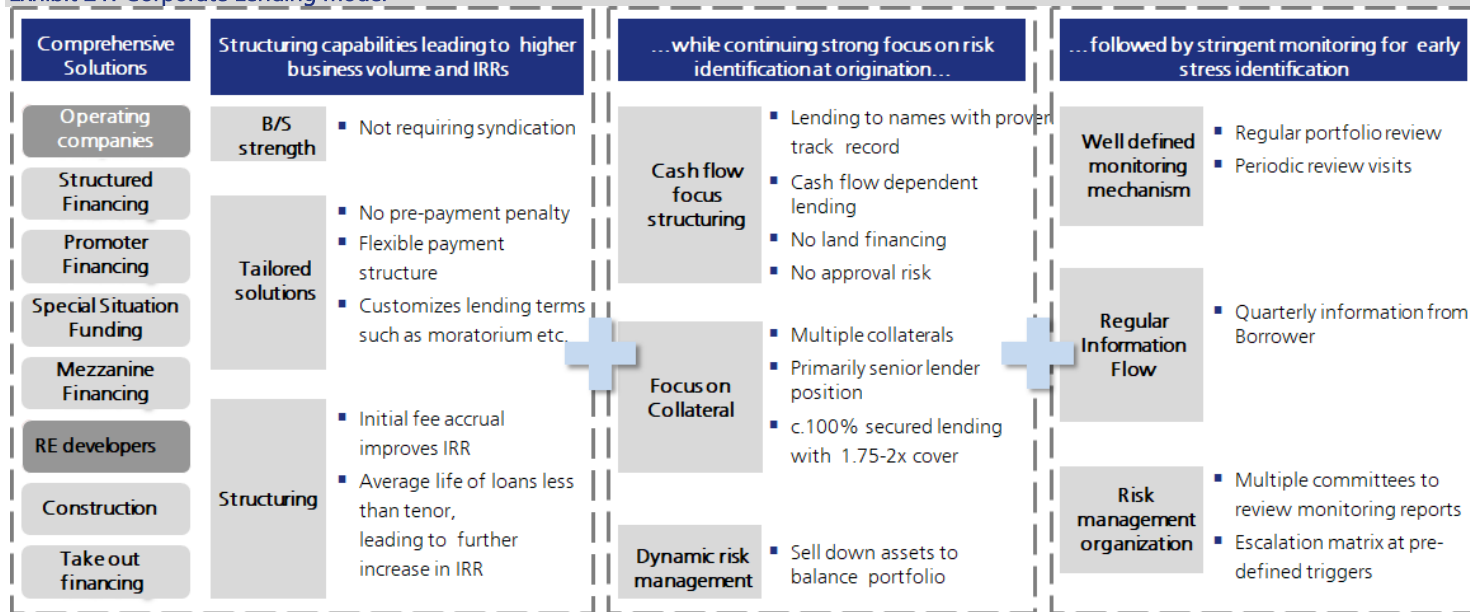 Exhibit 24: Corporate Lending Model
Comprehensive
Solutions
Operating
companies
Structured
Financing
Promoter
Financing
Special Situation
Funding
Mezzanine
Financing
RE developers
Construction
Take out
financing
Structuring capabilities leading to higher
business volume and IRRs
B/S
strength
▪ Not requiring syndication
Tailored
solutions
▪ No pre-payment penalty
▪ Flexible payment
structure
▪ Customizes lending terms
such as moratorium etc.
Structuring
▪ Initial fee accrual
improves IRR
▪ Average life of loans less
than tenor,
leading to further
increase in IRR
...while continuing strong focus on risk
identification at origination...
Cash flow
focus
structuring
▪ Lending to names with proven
track record
▪ Cash flow dependent
lending
▪ No land financing
▪ No approval risk
Focus on
Collateral
▪ Multiple collaterals
▪ Primarily senior lender
position
▪ c.100% secured lending
with 1.75-2x cover
Dynamic risk
management
▪ Sell down assets to
balance portfolio
...followed by stringent monitoring for early
stress identification
Well defined
monitoring
mechanism
▪ Regular portfolio review
▪ Periodic review visits
Regular
Information
Flow
▪ Quarterly information from
Borrower
Risk
management
organization
▪ Multiple committees to
review monitoring reports
▪ Escalation matrix at pre-
defined triggers